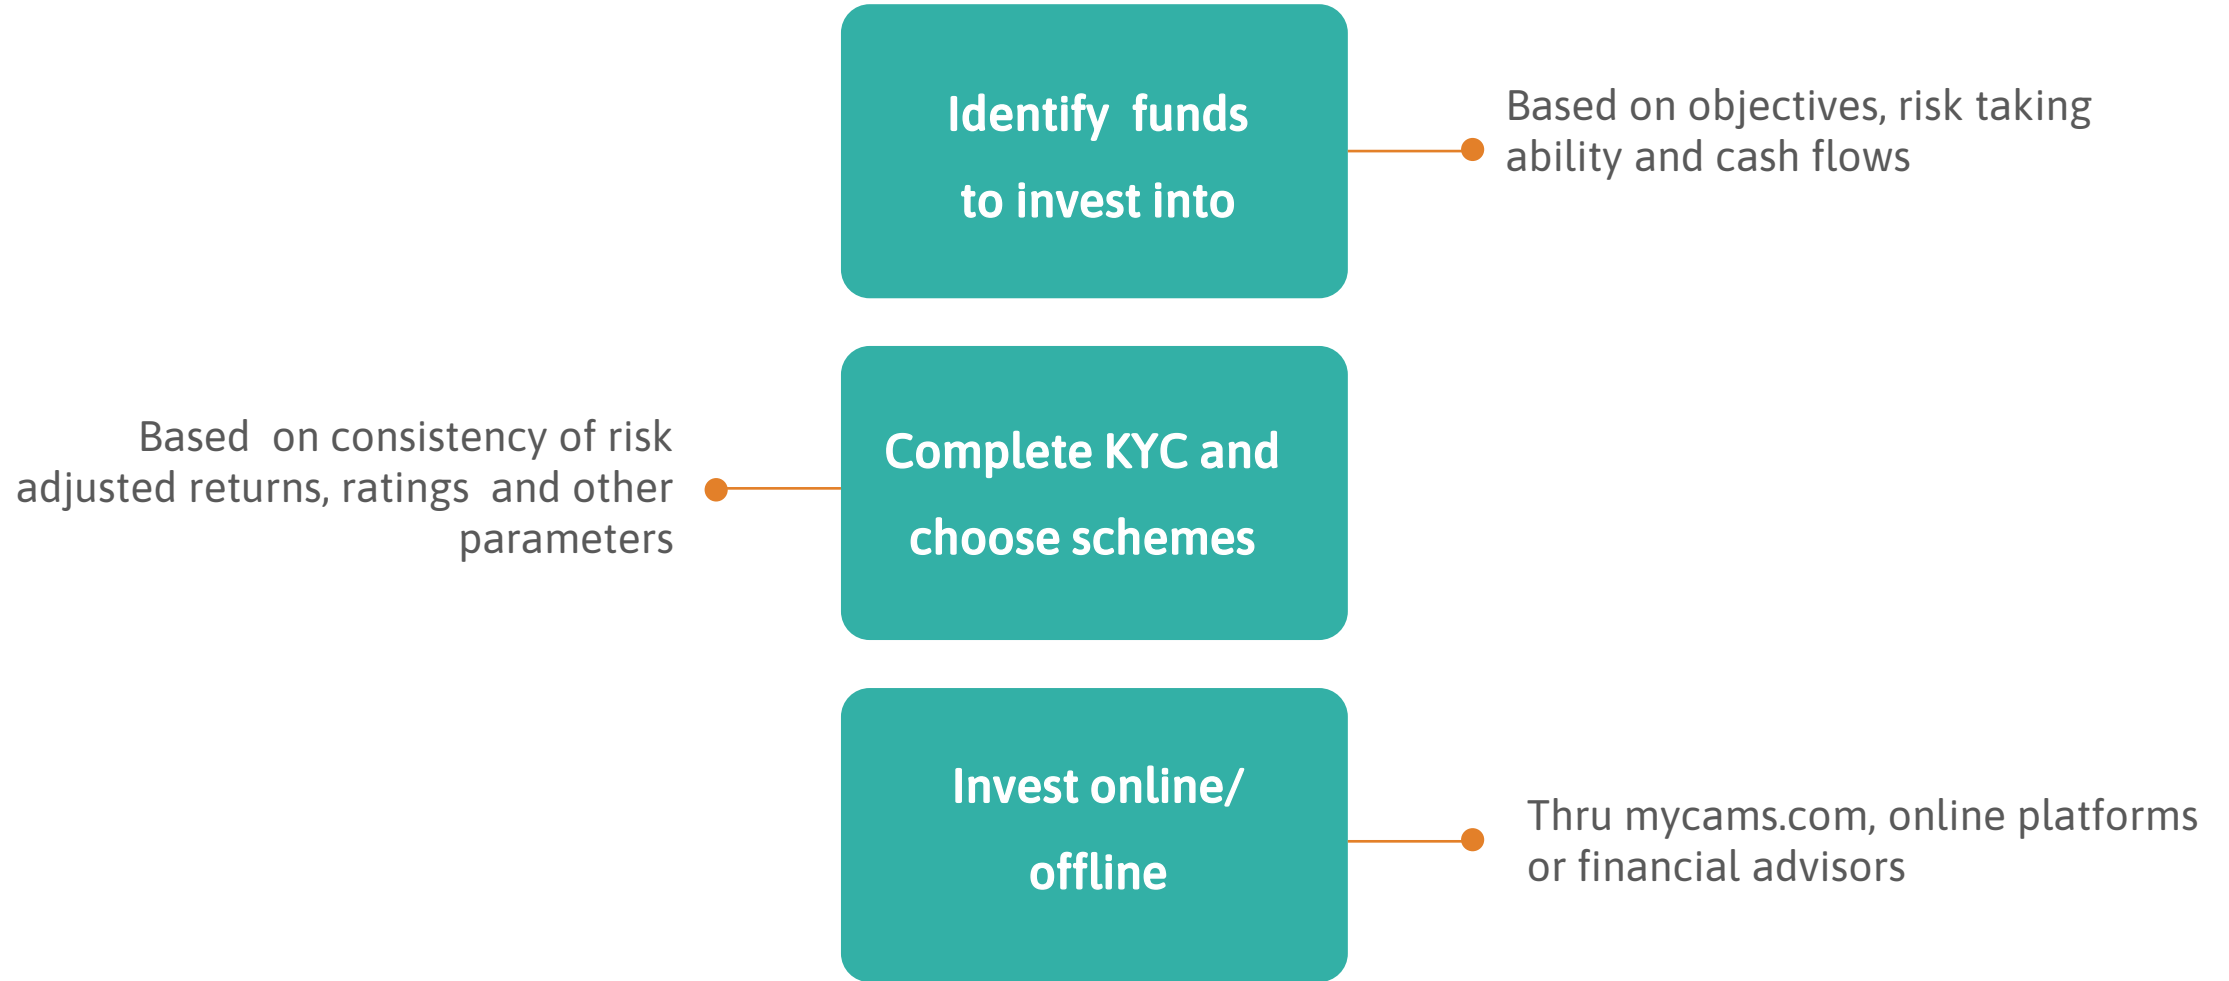 Identify funds
to invest into
Based on objectives, risk taking
ability and cash flows
Complete KYC and
choose schemes
Based on consistency of risk
adjusted returns, ratings and other
parameters
Invest online/
offline
Thru mycams.com, online platforms
or financial advisors